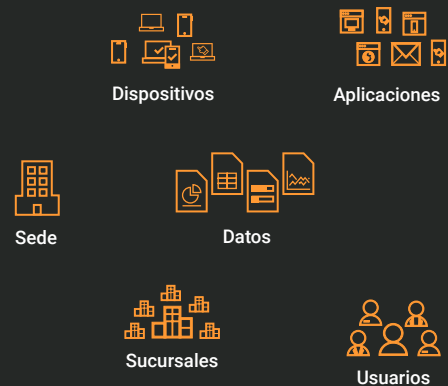 Dispositivos
Aplicaciones
Sede
Datos
Sucursales
Usuarios